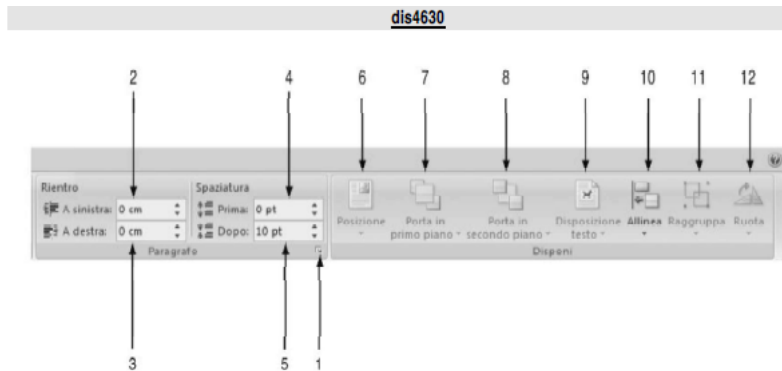 dis4630
2 4 6 7 8 9 10 11 12
Rientro Spaziatura
A sinistra: 0 cm Prima: 0 pt
A destra: 0 cm Dopo: 10 pt
Posizione Porta in primo piano Porta in secondo piano Disposizione testo Allinea Raggruppa Ruota
Paragrafo Disponi
3 5 1